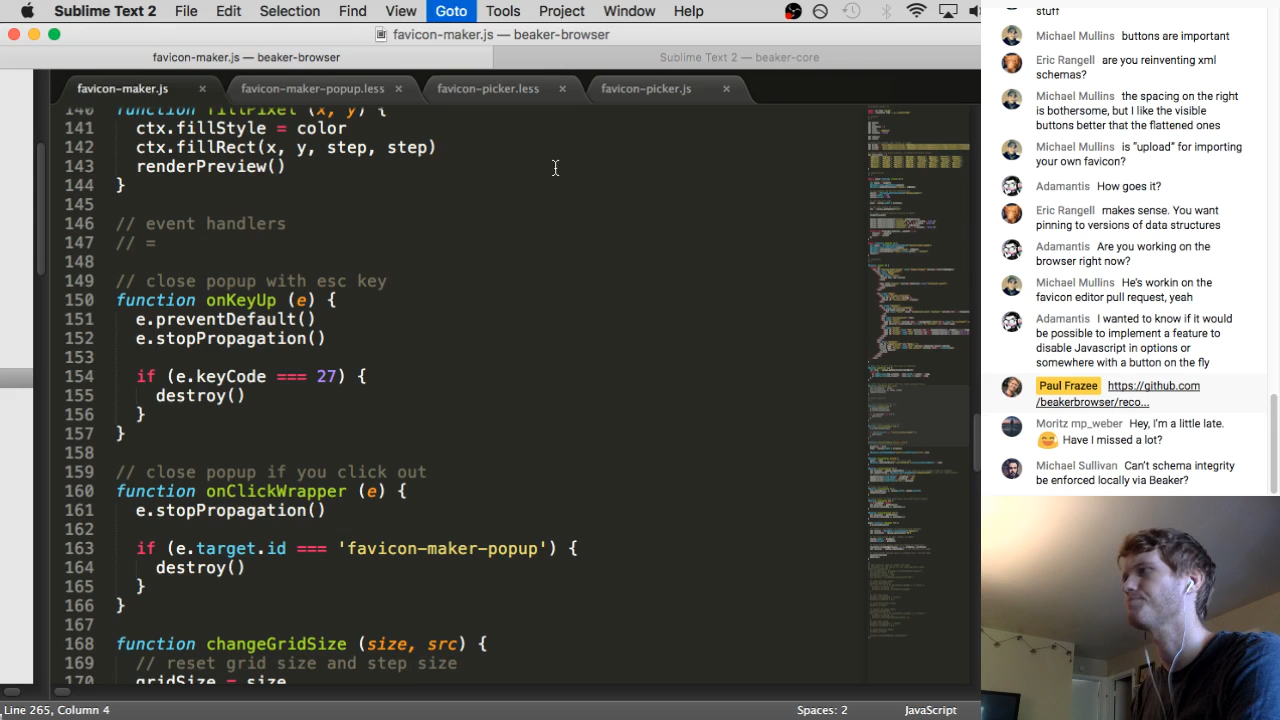 Sublime Text 2 File Edit Selection Find View Goto Tools Project Window Help
favicon-maker.js — beaker-browser
favicon-maker.js — beaker-browser
Sublime Text 2 — beaker-core
favicon-maker.js
favicon-maker-popup.less
favicon-picker.less
favicon-picker.js
140 function fillPixel (x, y) {
141 ctx.fillStyle = color
142 ctx.fillRect(x, y, step, step)
143 renderPreview()
144 }
145
146 // event handlers
147 // =
148
149 // close popup with esc key
150 function onKeyUp (e) {
151 e.preventDefault()
152 e.stopPropagation()
153
154 if (e.keyCode === 27) {
155 destroy()
156 }
157 }
158
159 // close popup if you click out
160 function onClickWrapper (e) {
161 e.stopPropagation()
162
163 if (e.target.id === 'favicon-maker-popup') {
164 destroy()
165 }
166 }
167
168 function changeGridSize (size, src) {
169 // reset grid size and step size
170 gridSize = size
Line 265, Column 4
Spaces: 2
JavaScript
stuff
Michael Mullins buttons are important
Eric Rangell are you reinventing xml
schemas?
Michael Mullins the spacing on the right
is bothersome, but I like the visible
buttons better that the flattened ones
Michael Mullins is "upload" for importing
your own favicon?
Adamantis How goes it?
Eric Rangell makes sense. You want
pinning to versions of data structures
Adamantis Are you working on the
browser right now?
Michael Mullins He's workin on the
favicon editor pull request, yeah
Adamantis I wanted to know if it would
be possible to implement a feature to
disable Javascript in options or
somewhere with a button on the fly
Paul Frazee https://github.com
/beakerbrowser/reco...
Moritz mp_weber Hey, I'm a little late.
Have I missed a lot?
Michael Sullivan Can't schema integrity
be enforced locally via Beaker?